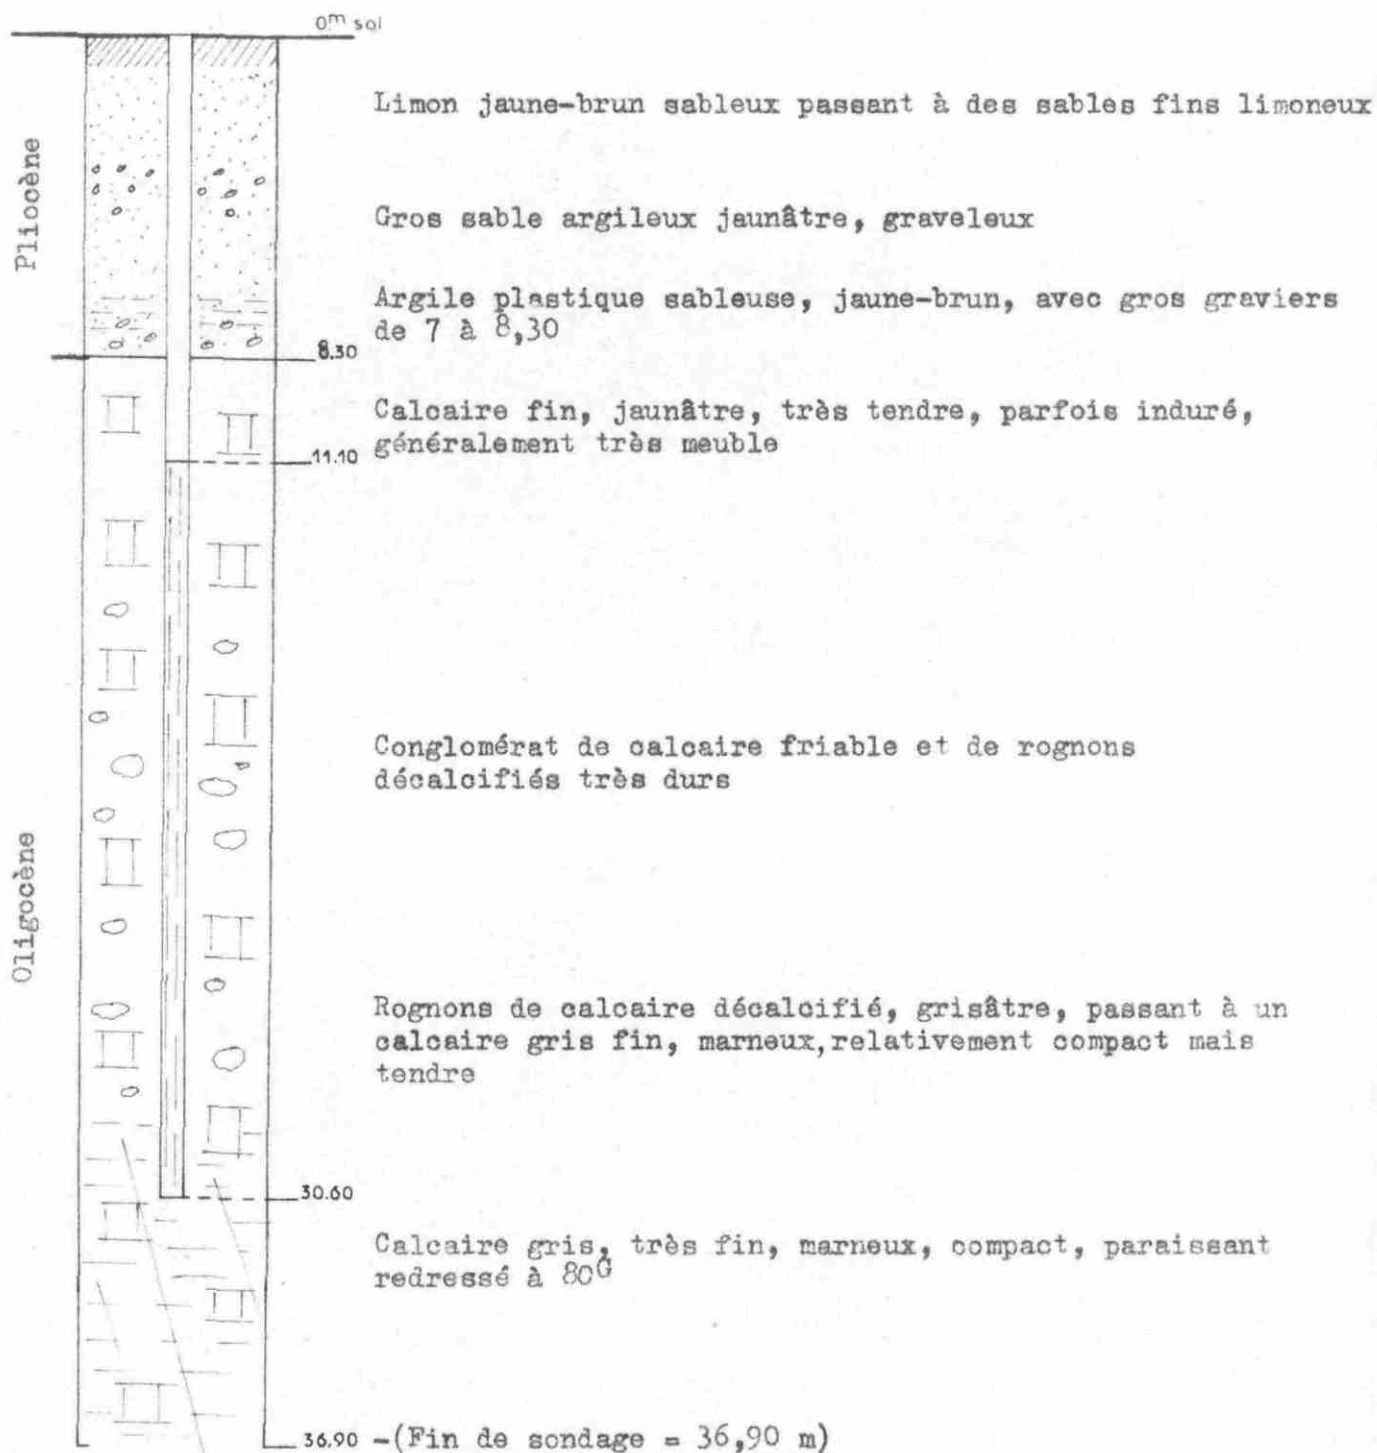 0m sol
Limon jaune-brun sableux passant à des sables fins limoneux
Pliocène
Gros sable argileux jaunâtre, graveleux
Argile plastique sableuse, jaune-brun, avec gros graviers
de 7 à 8,30
8.30
Calcaire fin, jaunâtre, très tendre, parfois induré,
généralement très meuble
11.10
Conglomérat de calcaire friable et de rognons
décalcifiés très durs
Oligocène
Rognons de calcaire décalcifié, grisâtre, passant à un
calcaire gris fin, marneux, relativement compact mais
tendre
30.60
Calcaire gris, très fin, marneux, compact, paraissant
redressé à 80G
36.90 -(Fin de sondage = 36,90 m)